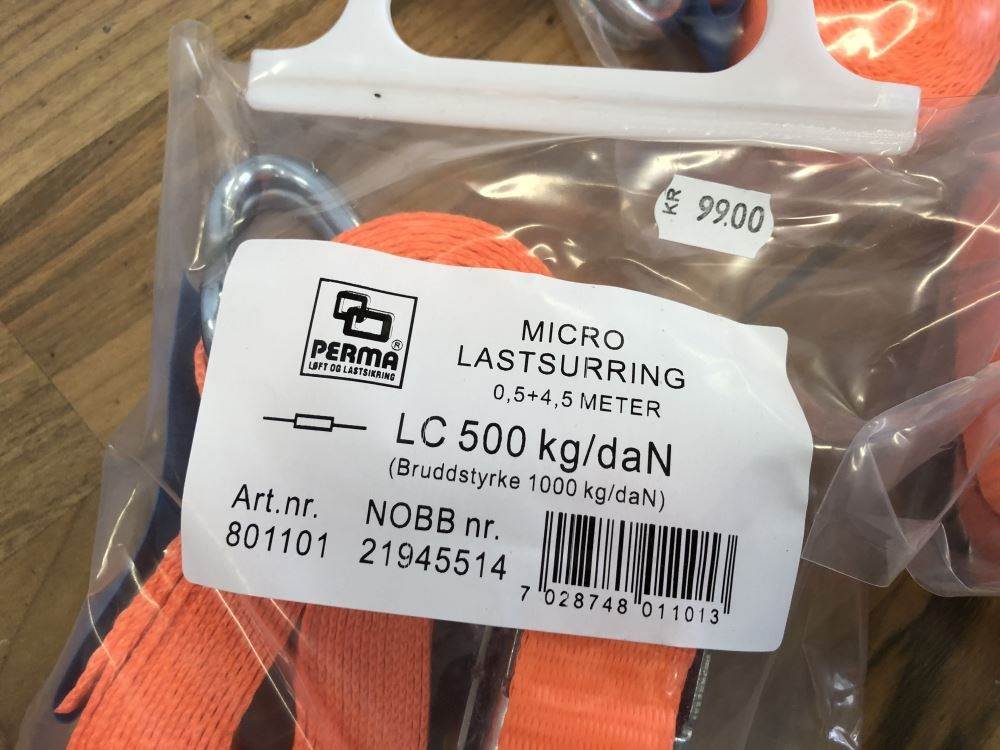 KR 99.00
PERMA®
LØFT OG LASTSIKRING
MICRO
LASTSURRING
0,5+4,5 METER
LC 500 kg/daN
(Bruddstyrke 1000 kg/daN)
Art.nr.
801101
NOBB nr.
21945514
7 028748 011013